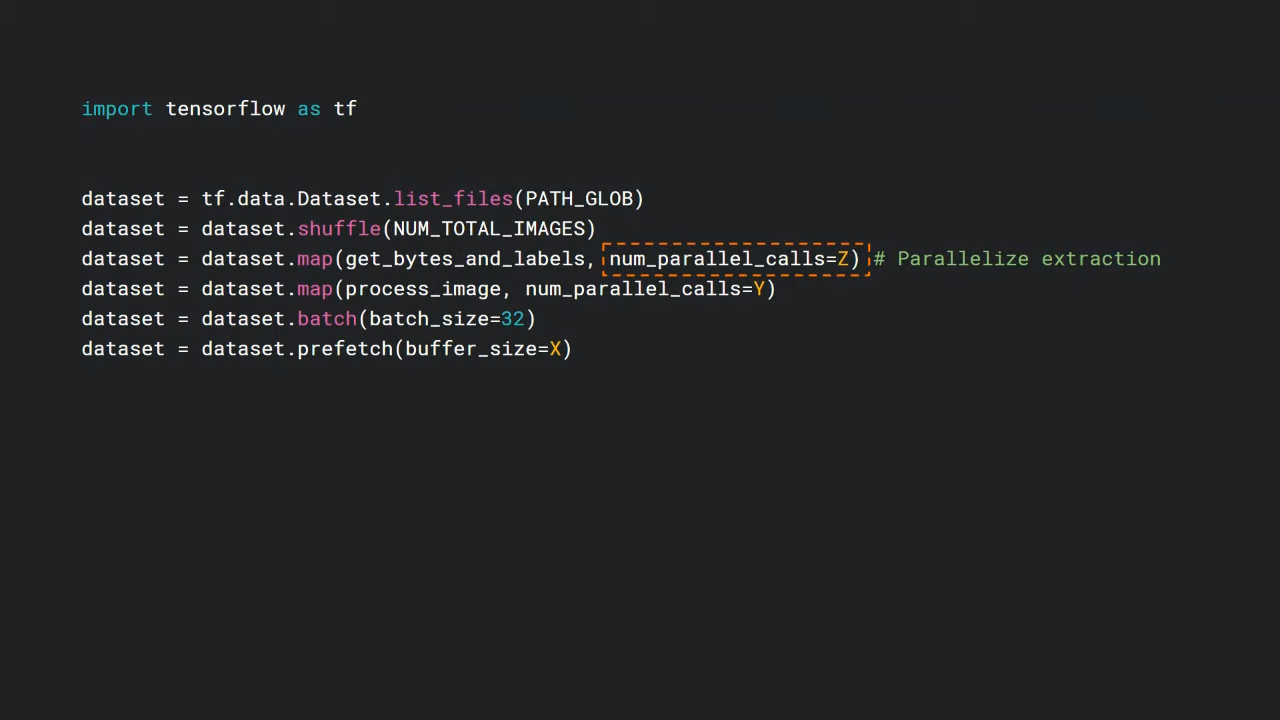 import tensorflow as tf
dataset = tf.data.Dataset.list_files(PATH_GLOB)
dataset = dataset.shuffle(NUM_TOTAL_IMAGES)
dataset = dataset.map(get_bytes_and_labels, num_parallel_calls=Z) # Parallelize extraction
dataset = dataset.map(process_image, num_parallel_calls=Y)
dataset = dataset.batch(batch_size=32)
dataset = dataset.prefetch(buffer_size=X)